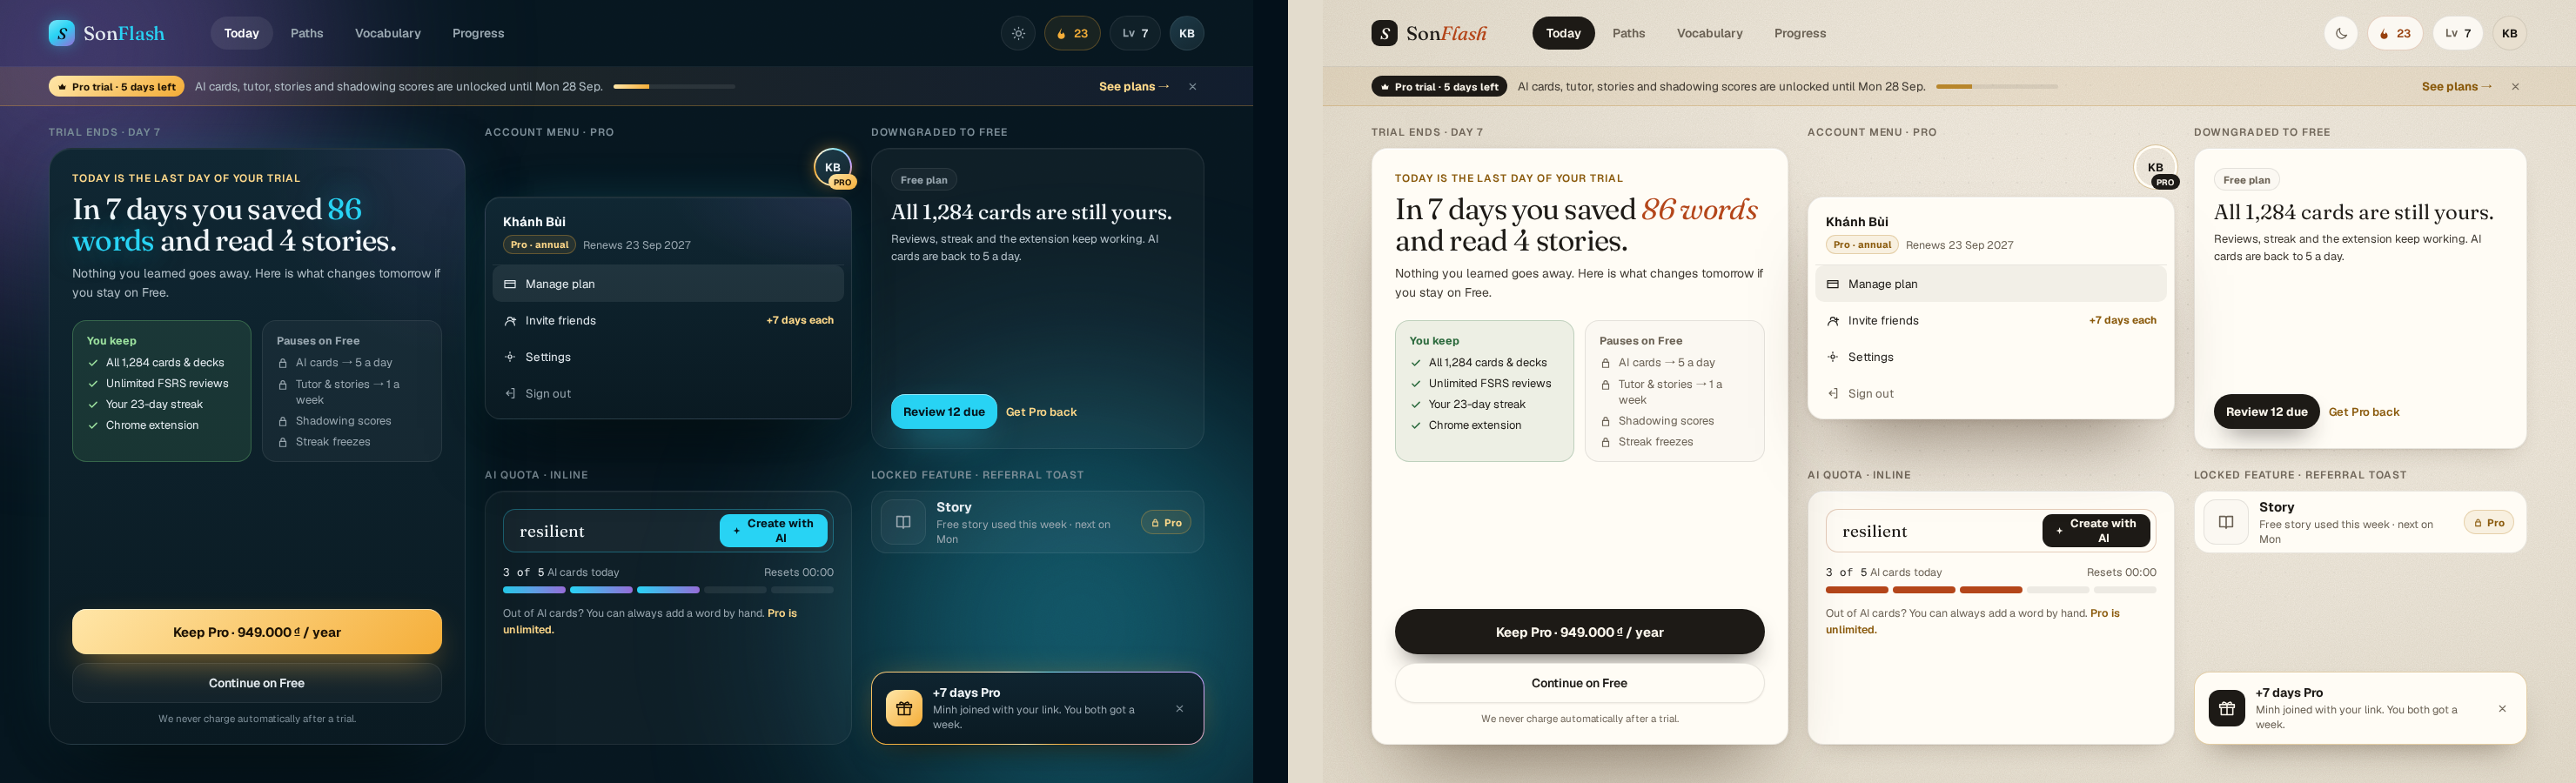 S SonFlash Today Paths Vocabulary Progress 23 Lv 7 KB
Pro trial · 5 days left AI cards, tutor, stories and shadowing scores are unlocked until Mon 28 Sep. See plans → ×
TRIAL ENDS · DAY 7
TODAY IS THE LAST DAY OF YOUR TRIAL
In 7 days you saved 86
words and read 4 stories.
Nothing you learned goes away. Here is what changes tomorrow if
you stay on Free.
You keep
All 1,284 cards & decks
Unlimited FSRS reviews
Your 23-day streak
Chrome extension
Pauses on Free
AI cards → 5 a day
Tutor & stories → 1 a
week
Shadowing scores
Streak freezes
Keep Pro · 949.000 ₫ / year
Continue on Free
We never charge automatically after a trial.
ACCOUNT MENU · PRO
KB
PRO
Khánh Bùi
Pro · annual Renews 23 Sep 2027
Manage plan
Invite friends +7 days each
Settings
Sign out
AI QUOTA · INLINE
resilient
+ Create with
AI
3 of 5 AI cards today Resets 00:00
Out of AI cards? You can always add a word by hand. Pro is
unlimited.
DOWNGRADED TO FREE
Free plan
All 1,284 cards are still yours.
Reviews, streak and the extension keep working. AI
cards are back to 5 a day.
Review 12 due Get Pro back
LOCKED FEATURE · REFERRAL TOAST
Story
Free story used this week · next on
Mon
Pro
+7 days Pro
Minh joined with your link. You both got a
week.
×
S SonFlash Today Paths Vocabulary Progress 23 Lv 7 KB
Pro trial · 5 days left AI cards, tutor, stories and shadowing scores are unlocked until Mon 28 Sep. See plans → ×
TRIAL ENDS · DAY 7
TODAY IS THE LAST DAY OF YOUR TRIAL
In 7 days you saved 86 words
and read 4 stories.
Nothing you learned goes away. Here is what changes tomorrow if
you stay on Free.
You keep
All 1,284 cards & decks
Unlimited FSRS reviews
Your 23-day streak
Chrome extension
Pauses on Free
AI cards → 5 a day
Tutor & stories → 1 a
week
Shadowing scores
Streak freezes
Keep Pro · 949.000 ₫ / year
Continue on Free
We never charge automatically after a trial.
ACCOUNT MENU · PRO
KB
PRO
Khánh Bùi
Pro · annual Renews 23 Sep 2027
Manage plan
Invite friends +7 days each
Settings
Sign out
AI QUOTA · INLINE
resilient
+ Create with
AI
3 of 5 AI cards today Resets 00:00
Out of AI cards? You can always add a word by hand. Pro is
unlimited.
DOWNGRADED TO FREE
Free plan
All 1,284 cards are still yours.
Reviews, streak and the extension keep working. AI
cards are back to 5 a day.
Review 12 due Get Pro back
LOCKED FEATURE · REFERRAL TOAST
Story
Free story used this week · next on
Mon
Pro
+7 days Pro
Minh joined with your link. You both got a
week.
×